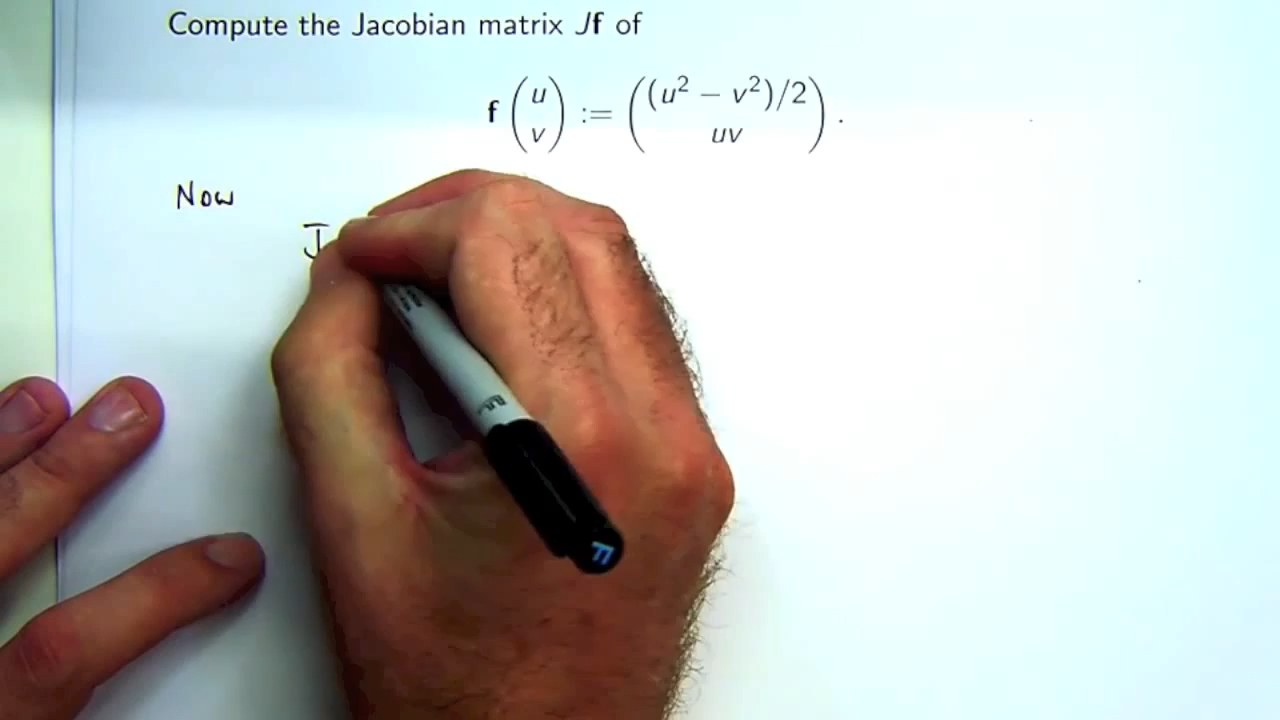 Compute the Jacobian matrix Jf of
f (u v) := ((u² − v²)/2 uv).
Now
J
F